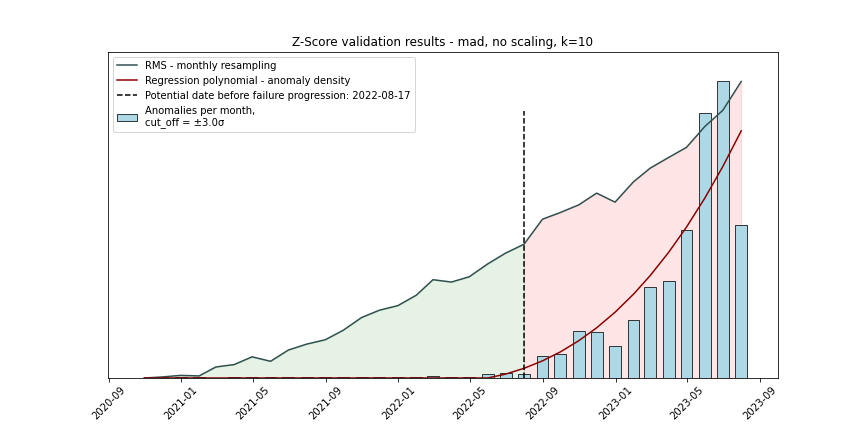 Z-Score validation results - mad, no scaling, k=10
RMS - monthly resampling
Regression polynomial - anomaly density
Potential date before failure progression: 2022-08-17
Anomalies per month,
cut_off = ±3.0σ
2020-09
2021-01
2021-05
2021-09
2022-01
2022-05
2022-09
2023-01
2023-05
2023-09